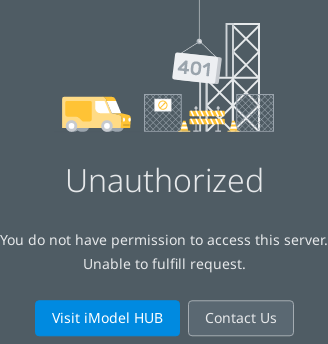 401
Unauthorized
You do not have permission to access this server.
Unable to fulfill request.
Visit iModel HUB
Contact Us